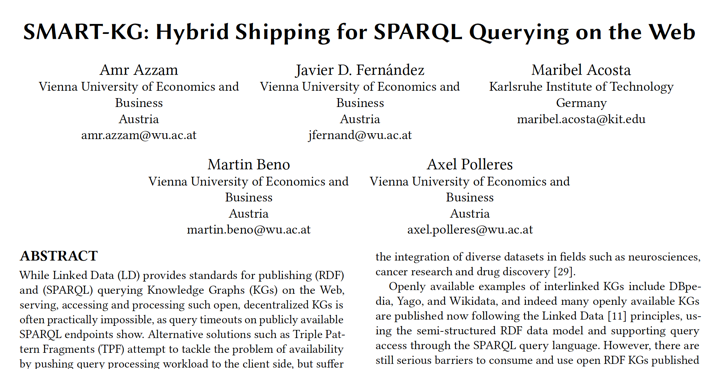 SMART-KG: Hybrid Shipping for SPARQL Querying on the Web
Amr Azzam
Vienna University of Economics and
Business
Austria
amr.azzam@wu.ac.at
Javier D. Fernández
Vienna University of Economics and
Business
Austria
jfernand@wu.ac.at
Maribel Acosta
Karlsruhe Institute of Technology
Germany
maribel.acosta@kit.edu
Martin Beno
Vienna University of Economics and
Business
Austria
martin.beno@wu.ac.at
Axel Polleres
Vienna University of Economics and
Business
Austria
axel.polleres@wu.ac.at
ABSTRACT
While Linked Data (LD) provides standards for publishing (RDF)
and (SPARQL) querying Knowledge Graphs (KGs) on the Web,
serving, accessing and processing such open, decentralized KGs is
often practically impossible, as query timeouts on publicly available
SPARQL endpoints show. Alternative solutions such as Triple Pat-
tern Fragments (TPF) attempt to tackle the problem of availability
by pushing query processing workload to the client side, but suffer
the integration of diverse datasets in fields such as neurosciences,
cancer research and drug discovery [29].
Openly available examples of interlinked KGs include DBpe-
dia, Yago, and Wikidata, and indeed many openly available KGs
are published now following the Linked Data [11] principles, us-
ing the semi-structured RDF data model and supporting query
access through the SPARQL query language. However, there are
still serious barriers to consume and use open RDF KGs published